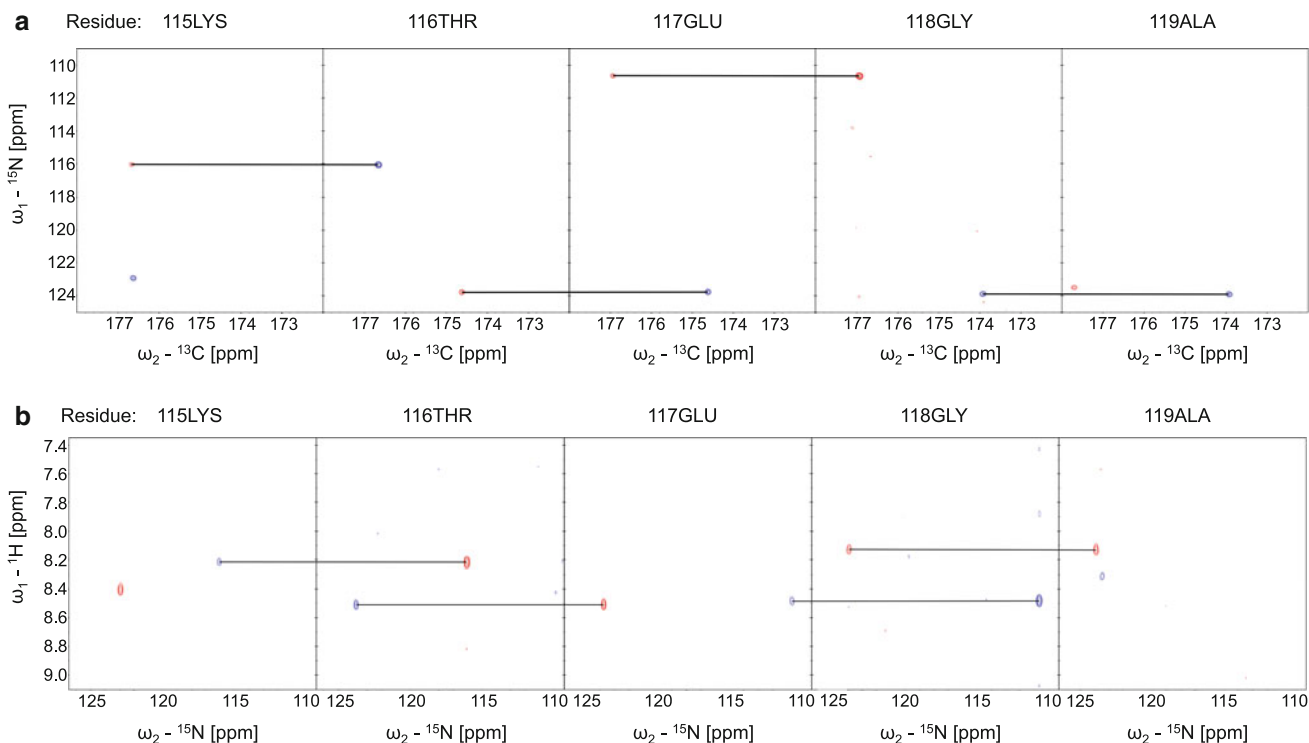 a Residue: 115LYS 116THR 117GLU 118GLY 119ALA
110
112
114
116
118
120
122
124
ω1 - 15N [ppm]
177 176 175 174 173 177 176 175 174 173 177 176 175 174 173 177 176 175 174 173 177 176 175 174 173
ω2 - 13C [ppm] ω2 - 13C [ppm] ω2 - 13C [ppm] ω2 - 13C [ppm] ω2 - 13C [ppm]
b Residue: 115LYS 116THR 117GLU 118GLY 119ALA
7.4
7.6
7.8
8.0
8.2
8.4
8.6
8.8
9.0
ω1 - 1H [ppm]
125 120 115 110 125 120 115 110 125 120 115 110 125 120 115 110 125 120 115 110
ω2 - 15N [ppm] ω2 - 15N [ppm] ω2 - 15N [ppm] ω2 - 15N [ppm] ω2 - 15N [ppm]